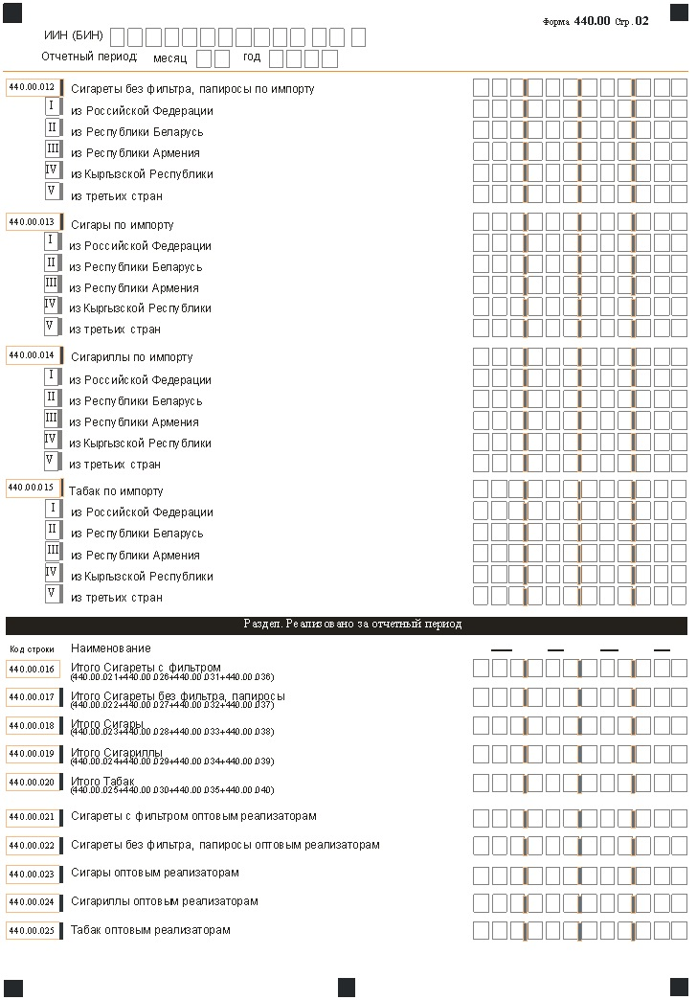 Форма 440.00 Стр. 02
ИИН (БИН)
Отчетный период: месяц год
440.00.012 Сигареты без фильтра, папиросы по импорту
I из Российской Федерации
II из Республики Беларусь
III из Республики Армения
IV из Кыргызской Республики
V из третьих стран
440.00.013 Сигары по импорту
I из Российской Федерации
II из Республики Беларусь
III из Республики Армения
IV из Кыргызской Республики
V из третьих стран
440.00.014 Сигариллы по импорту
I из Российской Федерации
II из Республики Беларусь
III из Республики Армения
IV из Кыргызской Республики
V из третьих стран
440.00.015 Табак по импорту
I из Российской Федерации
II из Республики Беларусь
III из Республики Армения
IV из Кыргызской Республики
V из третьих стран
Раздел. Реализовано за отчетный период
Код строки Наименование
440.00.016 Итого Сигареты с фильтром
(440.00.021+440.00.026+440.00.031+440.00.036)
440.00.017 Итого Сигареты без фильтра, папиросы
(440.00.022+440.00.027+440.00.032+440.00.037)
440.00.018 Итого Сигары
(440.00.023+440.00.028+440.00.033+440.00.038)
440.00.019 Итого Сигариллы
(440.00.024+440.00.029+440.00.034+440.00.039)
440.00.020 Итого Табак
(440.00.025+440.00.030+440.00.035+440.00.040)
440.00.021 Сигареты с фильтром оптовым реализаторам
440.00.022 Сигареты без фильтра, папиросы оптовым реализаторам
440.00.023 Сигары оптовым реализаторам
440.00.024 Сигариллы оптовым реализаторам
440.00.025 Табак оптовым реализаторам